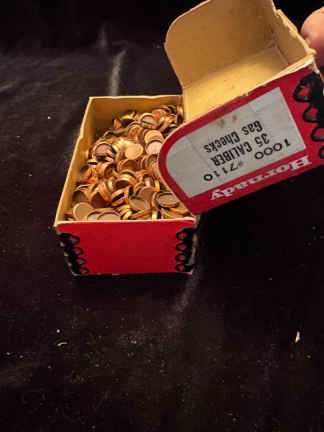 Hornady
1000 #7110
35 CALIBER
Gas Checks